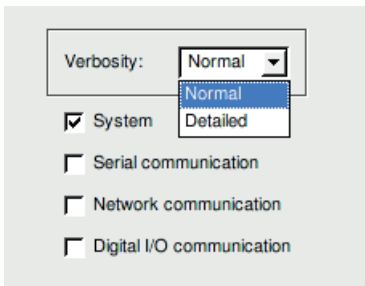 Verbosity: Normal
Normal
System Detailed
Serial communication
Network communication
Digital I/O communication